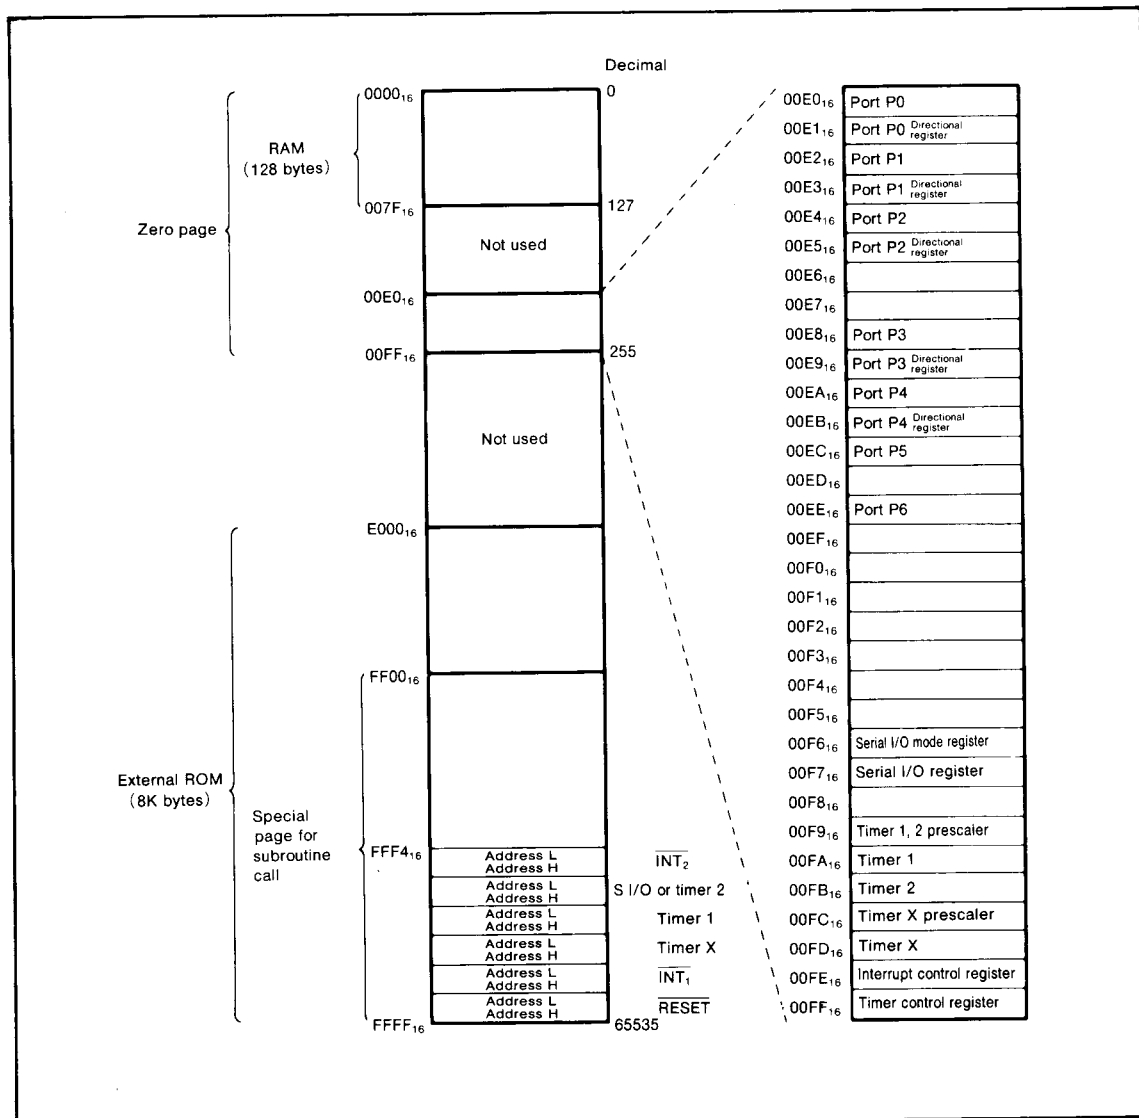 Decimal
0000₁₆
0
RAM
(128 bytes)
007F₁₆
127
Zero page
Not used
00E0₁₆
00FF₁₆
255
Not used
E000₁₆
FF00₁₆
External ROM
(8K bytes)
Special
page for
subroutine
call
FFF4₁₆
Address L
Address H
INT₂
Address L
Address H
S I/O or timer 2
Address L
Address H
Timer 1
Address L
Address H
Timer X
Address L
Address H
INT₁
Address L
Address H
RESET
FFFF₁₆
65535
00E0₁₆ Port P0
00E1₁₆ Port P0 Directional register
00E2₁₆ Port P1
00E3₁₆ Port P1 Directional register
00E4₁₆ Port P2
00E5₁₆ Port P2 Directional register
00E6₁₆
00E7₁₆
00E8₁₆ Port P3
00E9₁₆ Port P3 Directional register
00EA₁₆ Port P4
00EB₁₆ Port P4 Directional register
00EC₁₆ Port P5
00ED₁₆
00EE₁₆ Port P6
00EF₁₆
00F0₁₆
00F1₁₆
00F2₁₆
00F3₁₆
00F4₁₆
00F5₁₆
00F6₁₆ Serial I/O mode register
00F7₁₆ Serial I/O register
00F8₁₆
00F9₁₆ Timer 1, 2 prescaler
00FA₁₆ Timer 1
00FB₁₆ Timer 2
00FC₁₆ Timer X prescaler
00FD₁₆ Timer X
00FE₁₆ Interrupt control register
00FF₁₆ Timer control register